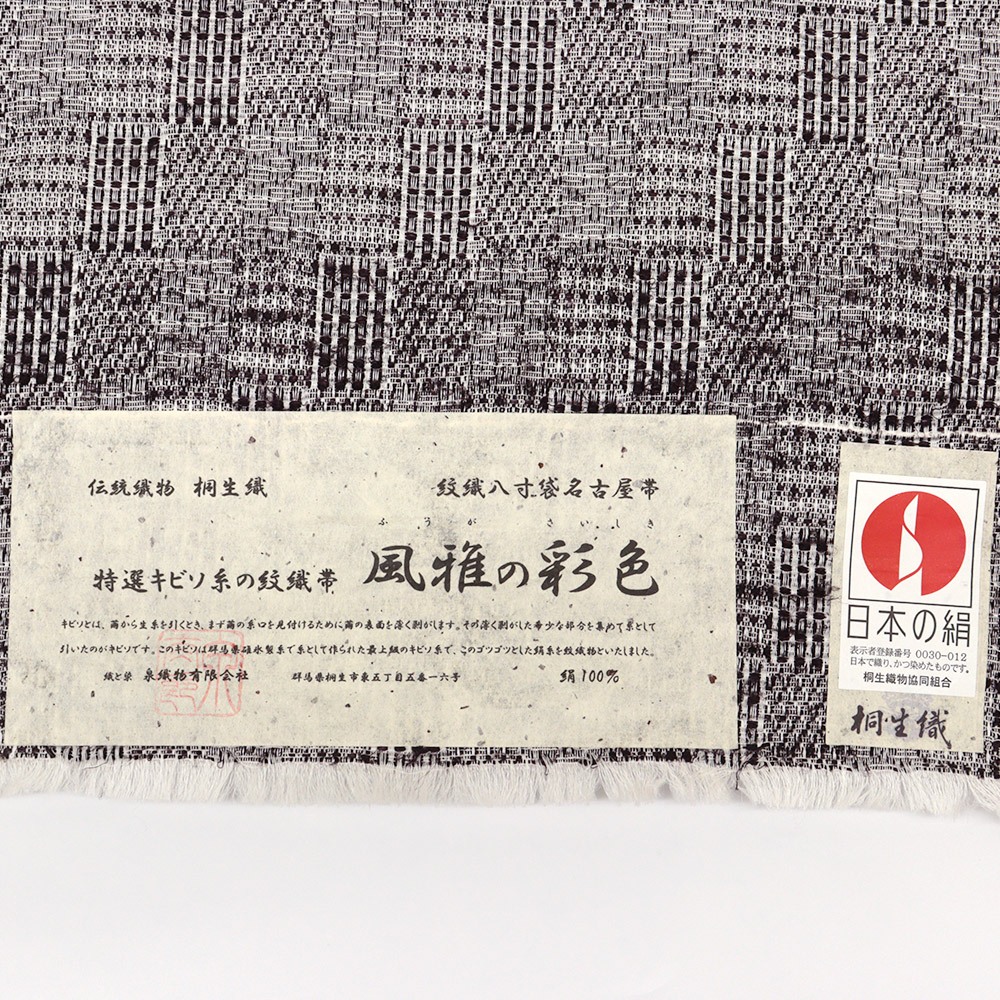 伝統織物 桐生織
紋織八寸袋名古屋帯
ふうが さいしき
特選キビソ糸の紋織帯 風雅の彩色
キビソとは、繭から生糸を引くとき、まず繭の糸口を見付けるために繭の表面を薄く剥がします。その薄く剥がした希少な部分を集めて糸として
引いたのがキビソです。このキビソは群馬県碓氷製糸で糸として作られた最上級のキビソ糸で、このゴツゴツとした絹糸を紋織物といたしました。
織と染 泉織物有限会社 群馬県桐生市東五丁目五番一六号 絹100%
日本の絹
表示者登録番号 0030-012
日本で織り、かつ染めたものです。
桐生織物協同組合
桐生織